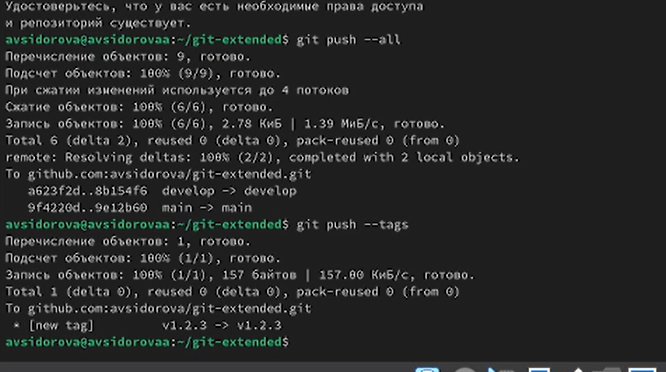 Удостоверьтесь, что у вас есть необходимые права доступа
и репозиторий существует.
avsidorova@avsidorovaa:~/git-extended$ git push --all
Перечисление объектов: 9, готово.
Подсчет объектов: 100% (9/9), готово.
При сжатии изменений используется до 4 потоков
Сжатие объектов: 100% (6/6), готово.
Запись объектов: 100% (6/6), 2.78 КиБ | 1.39 МиБ/с, готово.
Total 6 (delta 2), reused 0 (delta 0), pack-reused 0 (from 0)
remote: Resolving deltas: 100% (2/2), completed with 2 local objects.
To github.com:avsidorova/git-extended.git
a623f2d..8b154f6 develop -> develop
9f4220d..9e12b60 main -> main
avsidorova@avsidorovaa:~/git-extended$ git push --tags
Перечисление объектов: 1, готово.
Подсчет объектов: 100% (1/1), готово.
Запись объектов: 100% (1/1), 157 байтов | 157.00 КиБ/с, готово.
Total 1 (delta 0), reused 0 (delta 0), pack-reused 0 (from 0)
To github.com:avsidorova/git-extended.git
* [new tag] v1.2.3 -> v1.2.3
avsidorova@avsidorovaa:~/git-extended$